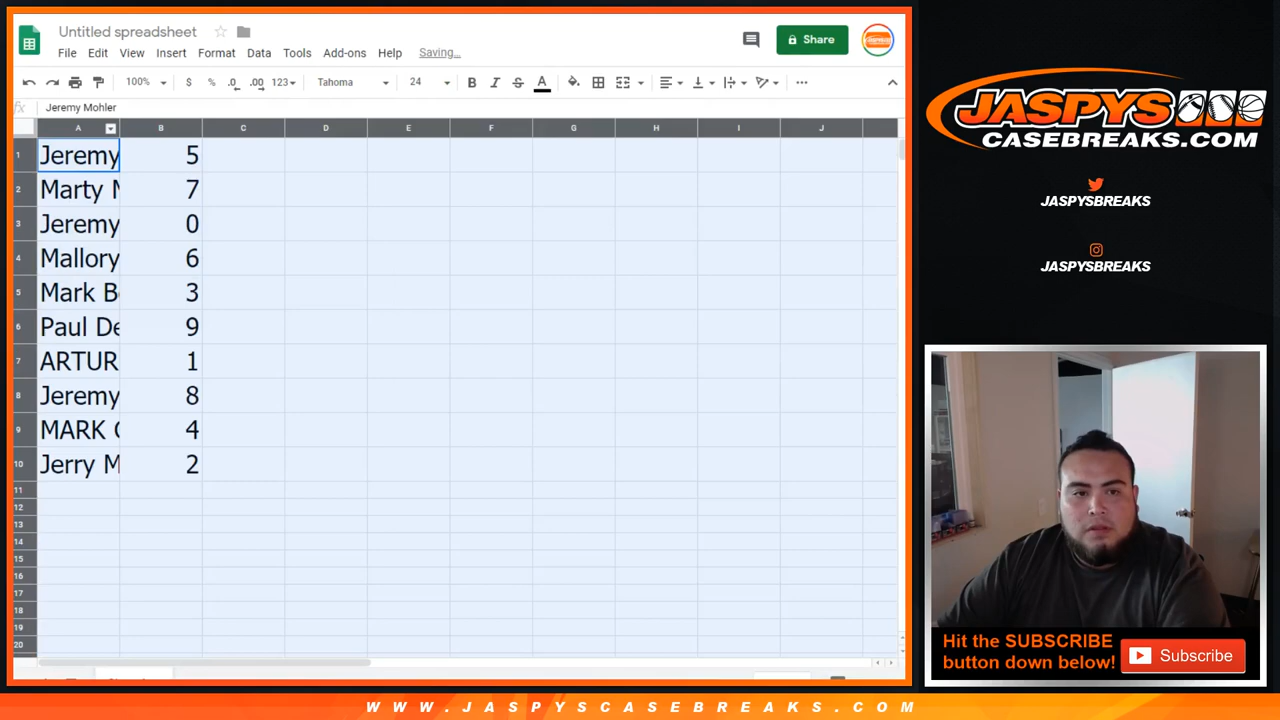 Untitled spreadsheet
File Edit View Insert Format Data Tools Add-ons Help Saving...
Share
100% $ % .0 .00 123 Tahoma 24 B I S A
fx Jeremy Mohler
A B C D E F G H I J
1 Jeremy 5
2 Marty 7
3 Jeremy 0
4 Mallory 6
5 Mark 3
6 Paul De 9
7 ARTUR 1
8 Jeremy 8
9 MARK 4
10 Jerry M 2
11
12
13
14
15
16
17
18
19
20
JASPYS
CASEBREAKS.COM
JASPYSBREAKS
JASPYSBREAKS
Hit the SUBSCRIBE
button down below!
Subscribe
WWW.JASPYSCASEBREAKS.COM